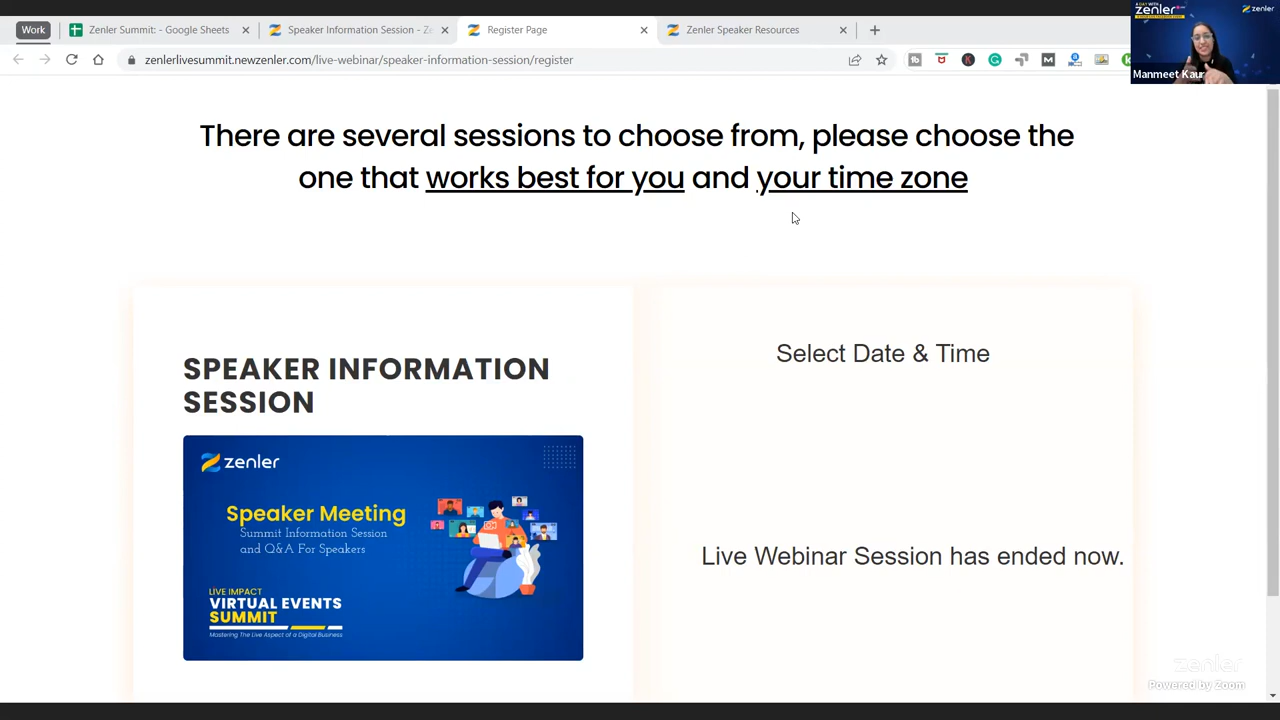 Work
Zenler Summit: - Google Sheets
Speaker Information Session - Ze
Register Page
Zenler Speaker Resources
zenlerlivesummit.newzenler.com/live-webinar/speaker-information-session/register
zenler
zenler
Manmeet Kaur
There are several sessions to choose from, please choose the
one that works best for you and your time zone
SPEAKER INFORMATION
SESSION
Select Date & Time
zenler
Speaker Meeting
Summit Information Session
and Q&A For Speakers
LIVE IMPACT
VIRTUAL EVENTS
SUMMIT
Mastering The Live Aspect of a Digital Business
Live Webinar Session has ended now.
zenler
Powered by Zoom